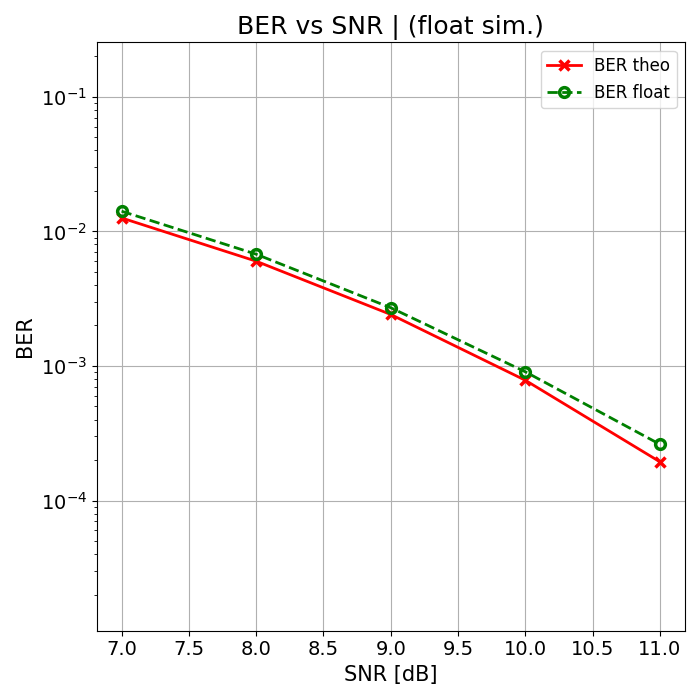 BER vs SNR | (float sim.)
BER theo
BER float
BER
10⁻¹
10⁻²
10⁻³
10⁻⁴
7.0 7.5 8.0 8.5 9.0 9.5 10.0 10.5 11.0
SNR [dB]